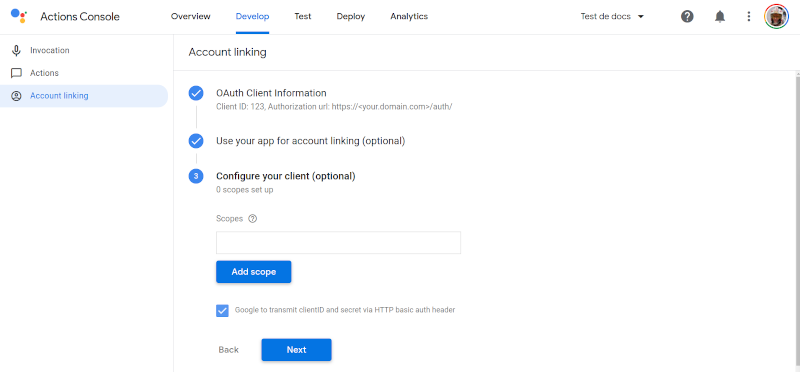 Actions Console
Overview
Develop
Test
Deploy
Analytics
Test de docs
Invocation
Actions
Account linking
Account linking
OAuth Client Information
Client ID: 123, Authorization url: https://<your.domain.com>/auth/
Use your app for account linking (optional)
3
Configure your client (optional)
0 scopes set up
Scopes
Add scope
Google to transmit clientID and secret via HTTP basic auth header
Back
Next